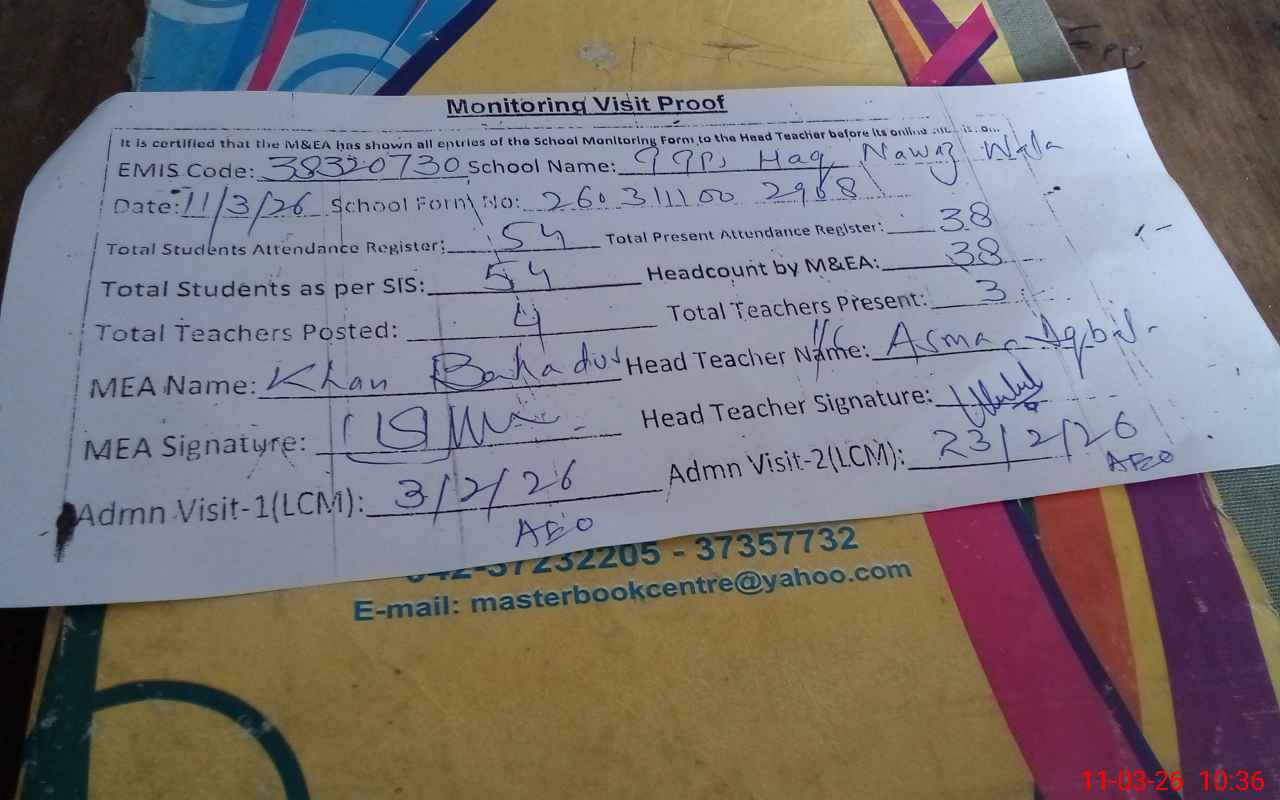 Monitoring Visit Proof
It is certified that the M&EA has shown all entries of the School Monitoring Form to the Head Teacher before its online
EMIS Code: 38320730 School Name: GGPS Haq Nawaz Wala
Date: 11/3/26 School Form No: 260311100 2968
Total Students Attendance Register: 54 Total Present Attendance Register: 38
Total Students as per SIS: 54 Headcount by M&EA: 38
Total Teachers Posted: 4 Total Teachers Present: 3
MEA Name: Khan Bahadur Head Teacher Name: Asma Iqbal
MEA Signature: Head Teacher Signature:
Admn Visit-1(LCM): 3/2/26 Admn Visit-2(LCM): 23/2/26
AEO AEO
042-37232205 - 37357732
E-mail: masterbookcentre@yahoo.com
11-03-26 10:36